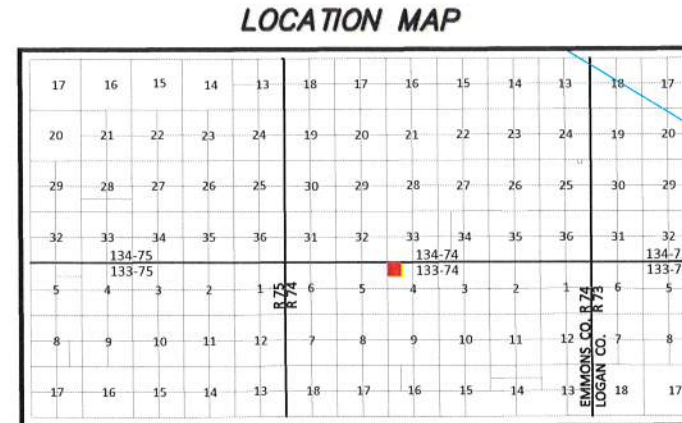 LOCATION MAP
17 16 15 14 13 18 17 16 15 14 13 18 17
20 21 22 23 24 19 20 21 22 23 24 19 20
29 28 27 26 25 30 29 28 27 26 25 30 29
32 33 34 35 36 31 32 33 34 35 36 31 32
134-75 134-74
133-75 133-74
5 4 3 2 1 6 5 4 3 2 1 6 5
R 75
R 74
8 9 10 11 12 7 8 9 10 11 12 7 8
17 16 15 14 13 18 17 16 15 14 13 18 17
EMMONS CO. R 74
LOGAN CO. R 73